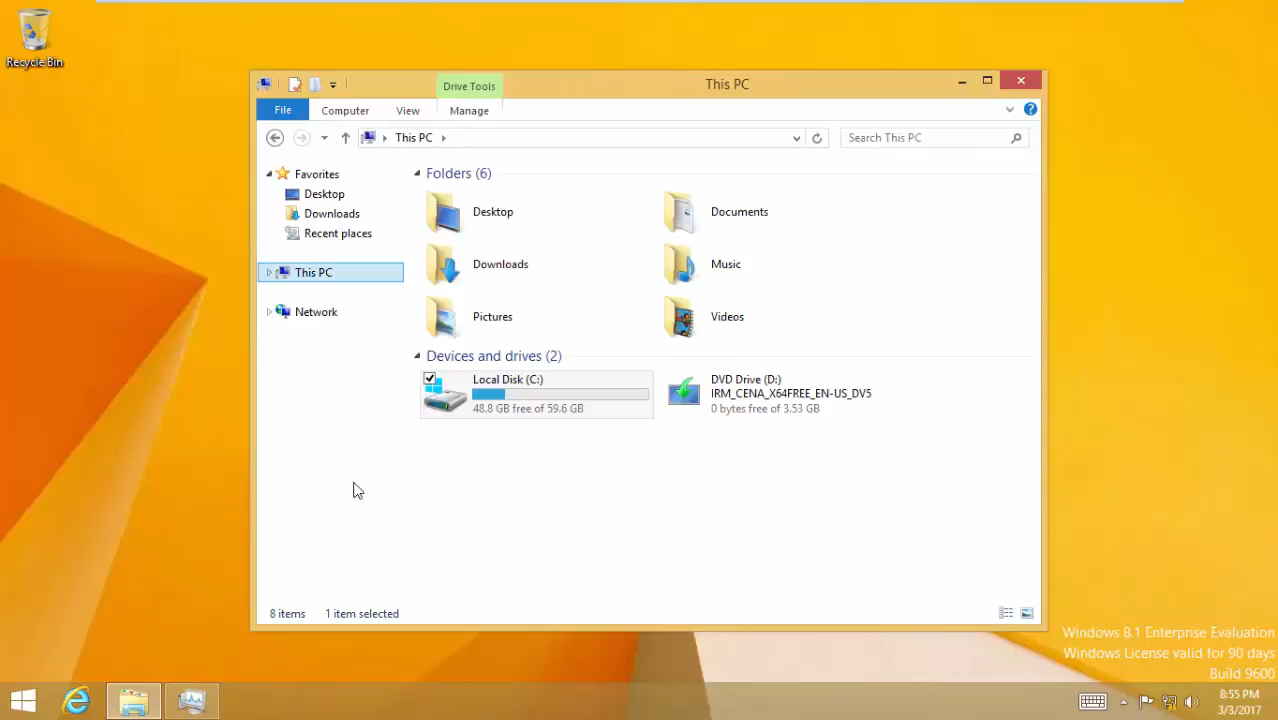 Recycle Bin
Drive Tools
This PC
File
Computer
View
Manage
This PC
Search This PC
Favorites
Desktop
Downloads
Recent places
This PC
Network
Folders (6)
Desktop
Documents
Downloads
Music
Pictures
Videos
Devices and drives (2)
Local Disk (C:)
48.8 GB free of 59.6 GB
DVD Drive (D:)
IRM_CENA_X64FREE_EN-US_DV5
0 bytes free of 3.53 GB
8 items
1 item selected
Windows 8.1 Enterprise Evaluation
Windows License valid for 90 days
Build 9600
8:55 PM
3/3/2017